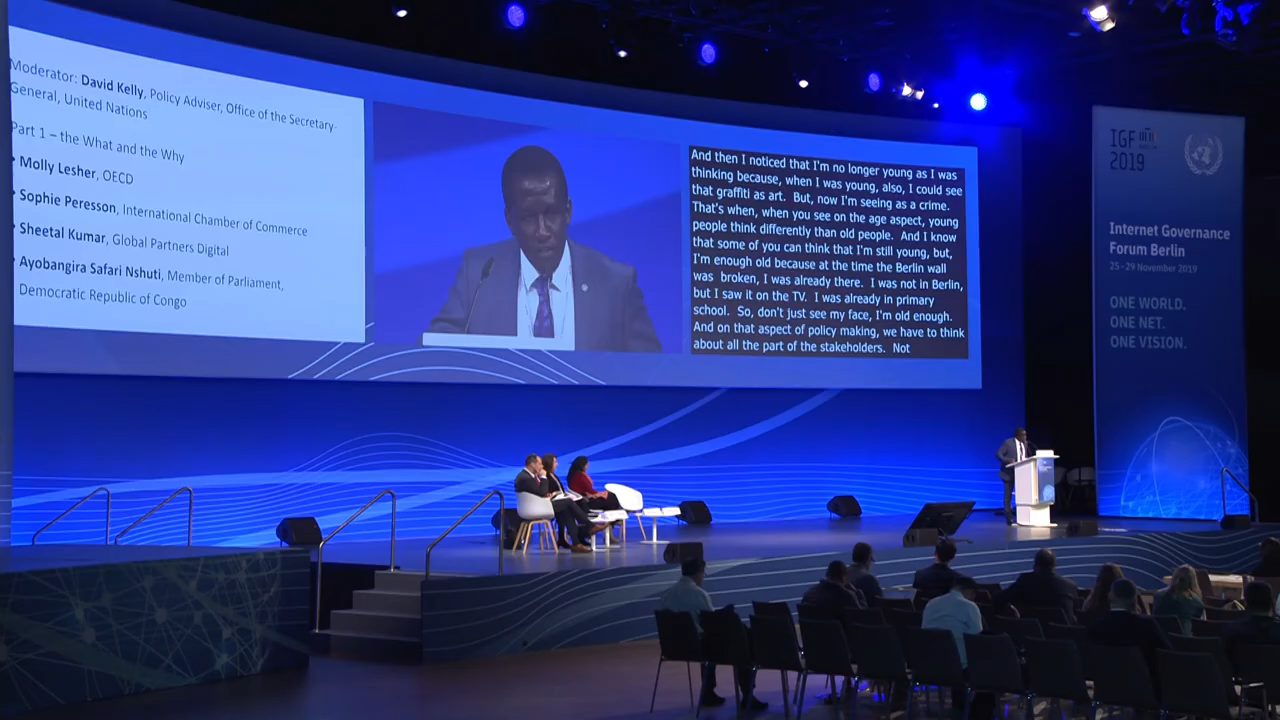 Moderator: David Kelly, Policy Adviser, Office of the Secretary-
General, United Nations
Part 1 – the What and the Why
• Molly Lesher, OECD
• Sophie Peresson, International Chamber of Commerce
• Sheetal Kumar, Global Partners Digital
• Ayobangira Safari Nshuti, Member of Parliament,
Democratic Republic of Congo
And then I noticed that I'm no longer young as I was
thinking because, when I was young, also, I could see
that graffiti as art. But, now I'm seeing as a crime.
That's when, when you see on the age aspect, young
people think differently than old people. And I know
that some of you can think that I'm still young, but,
I'm enough old because at the time the Berlin wall
was broken, I was already there. I was not in Berlin,
but I saw it on the TV. I was already in primary
school. So, don't just see my face, I'm old enough.
And on that aspect of policy making, we have to think
about all the part of the stakeholders. Not
IGF
2019
Internet Governance
Forum Berlin
25–29 November 2019
ONE WORLD.
ONE NET.
ONE VISION.